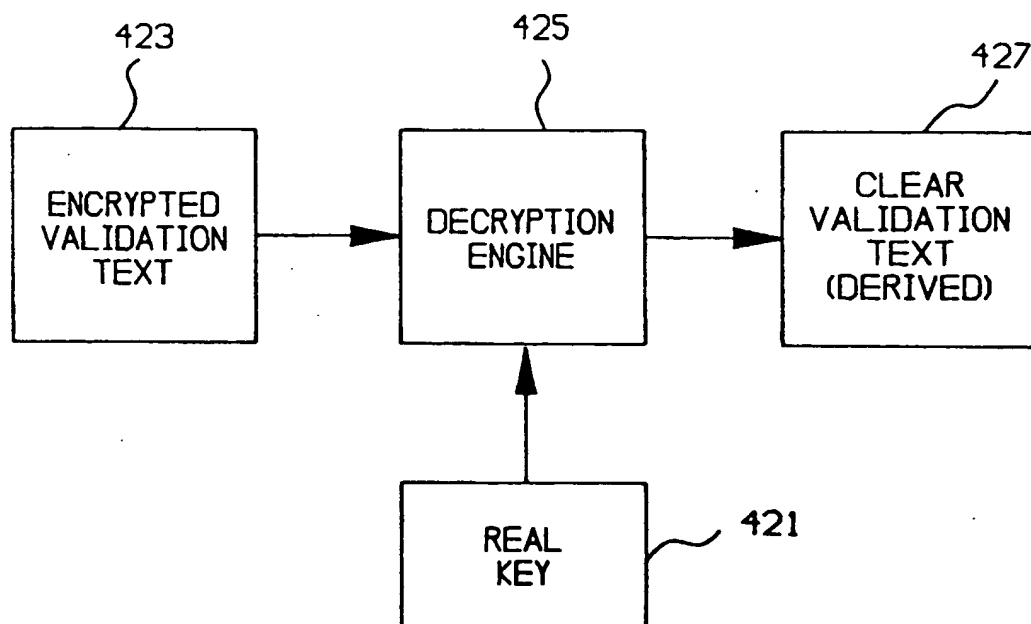 423
425
427
ENCRYPTED
VALIDATION
TEXT
DECRYPTION
ENGINE
CLEAR
VALIDATION
TEXT
(DERIVED)
REAL
KEY
421